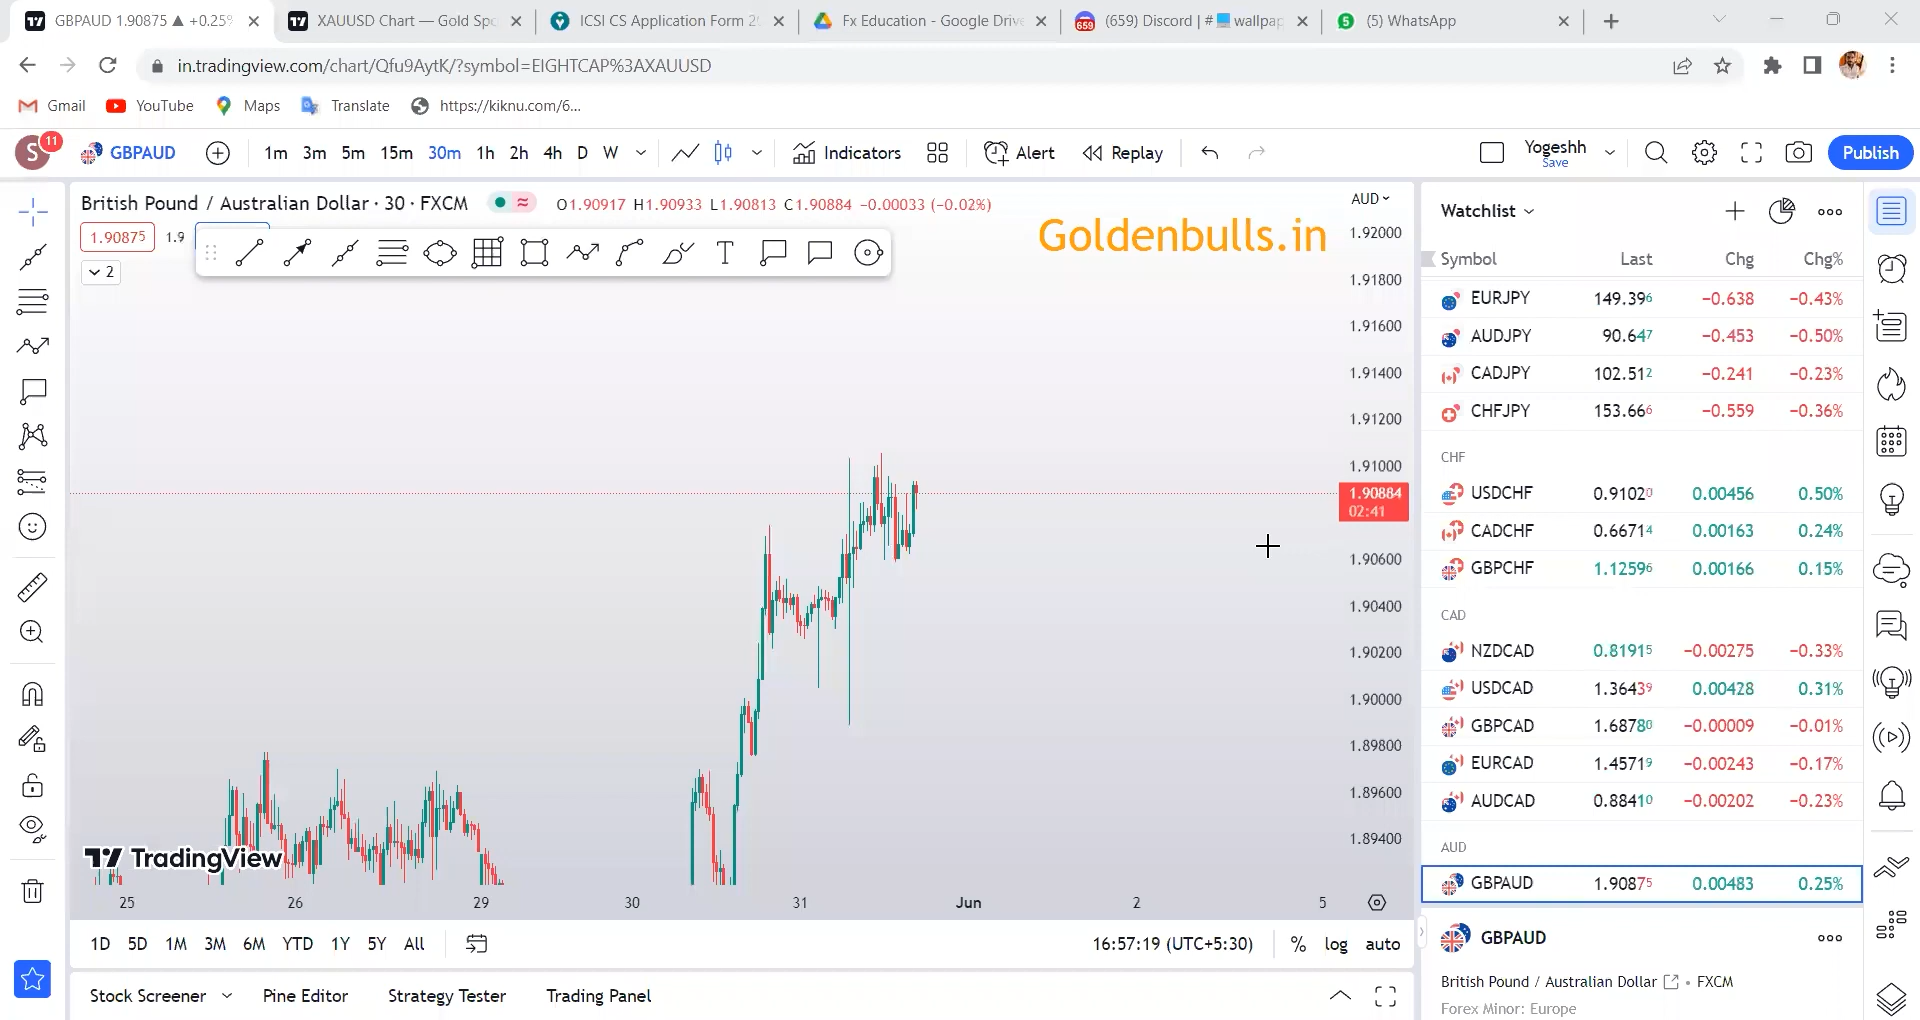 GBPAUD 1.90875 ▲ +0.25%
XAUUSD Chart — Gold Spo
ICSI CS Application Form 2
Fx Education - Google Drive
(659) Discord | # wallpap
(5) WhatsApp
in.tradingview.com/chart/Qfu9AytK/?symbol=EIGHTCAP%3AXAUUSD
Gmail YouTube Maps Translate https://kiknu.com/6...
S 11 GBPAUD 1m 3m 5m 15m 30m 1h 2h 4h D W Indicators Alert Replay Yogeshh Publish
Save
British Pound / Australian Dollar · 30 · FXCM O1.90917 H1.90933 L1.90813 C1.90884 −0.00033 (−0.02%)
1.90875 1.9
2
Goldenbulls.in
AUD
1.92000
1.91800
1.91600
1.91400
1.91200
1.91000
1.90884
02:41
1.90600
1.90400
1.90200
1.90000
1.89800
1.89600
1.89400
TradingView
25 26 29 30 31 Jun 2 5
1D 5D 1M 3M 6M YTD 1Y 5Y All 16:57:19 (UTC+5:30) % log auto
Stock Screener Pine Editor Strategy Tester Trading Panel
Watchlist
Symbol Last Chg Chg%
EURJPY 149.396 −0.638 −0.43%
AUDJPY 90.647 −0.453 −0.50%
CADJPY 102.512 −0.241 −0.23%
CHFJPY 153.666 −0.559 −0.36%
CHF
USDCHF 0.91020 0.00456 0.50%
CADCHF 0.66714 0.00163 0.24%
GBPCHF 1.12596 0.00166 0.15%
CAD
NZDCAD 0.81915 −0.00275 −0.33%
USDCAD 1.36439 0.00428 0.31%
GBPCAD 1.68780 −0.00009 −0.01%
EURCAD 1.45719 −0.00243 −0.17%
AUDCAD 0.88410 −0.00202 −0.23%
AUD
GBPAUD 1.90875 0.00483 0.25%
GBPAUD
British Pound / Australian Dollar • FXCM
Forex Minor: Europe